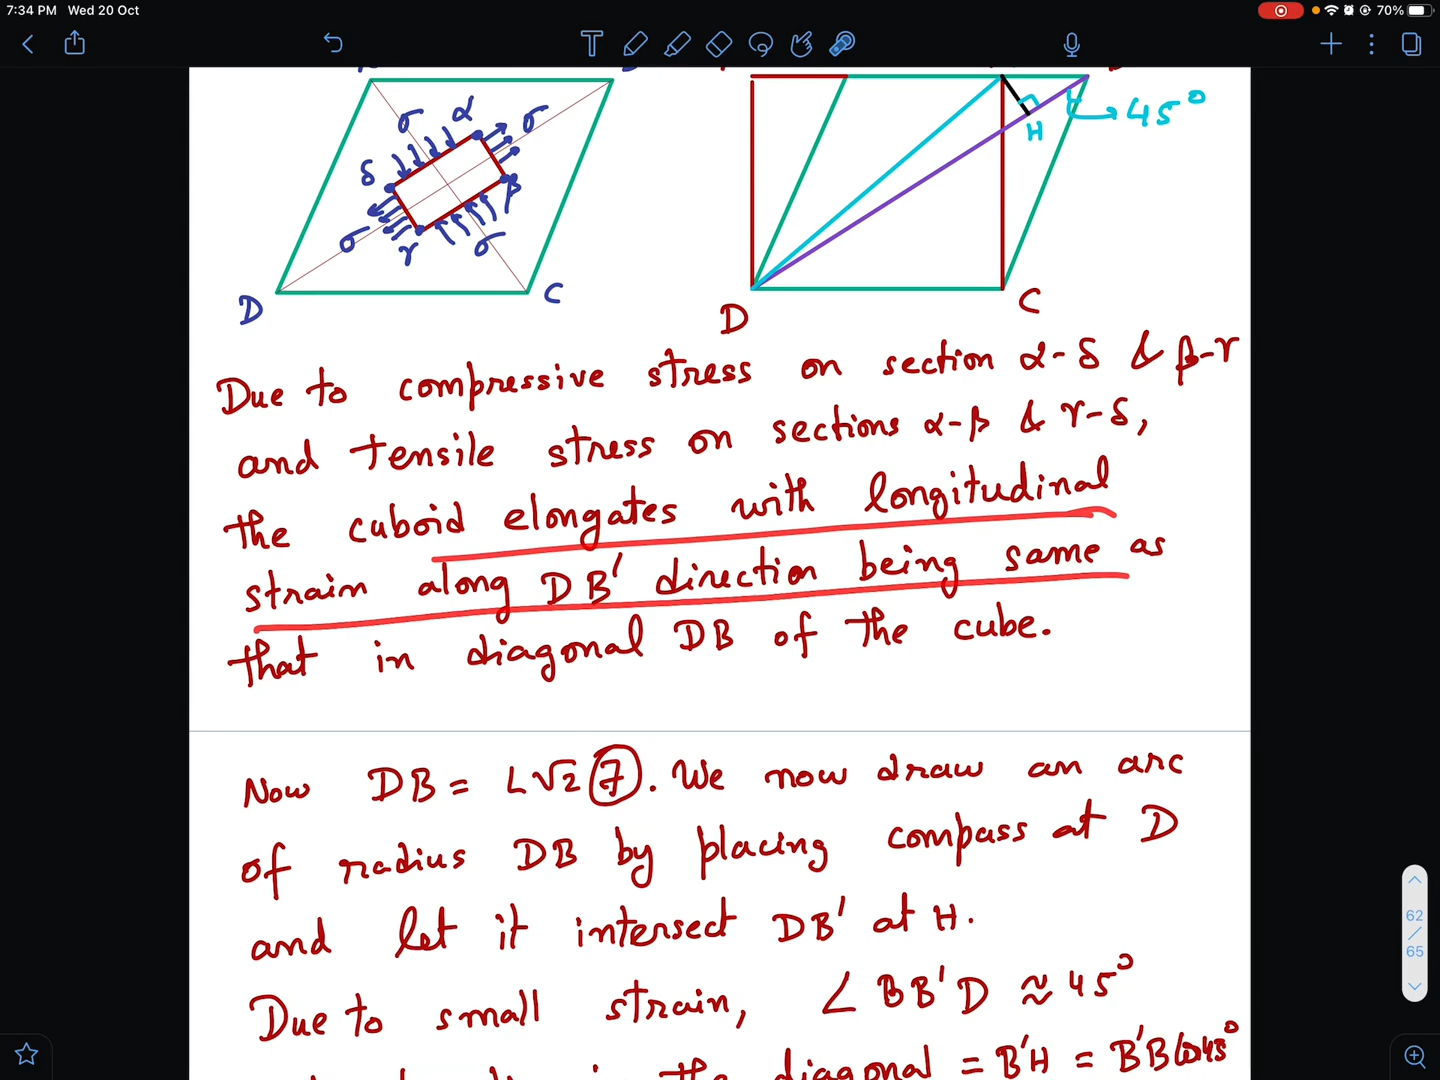 7:34 PM Wed 20 Oct
70%
σ α σ
δ
β
σ γ σ
D C
H
45°
D C
Due to compressive stress on section α-δ & β-γ
and tensile stress on sections α-β & γ-δ,
the cuboid elongates with longitudinal
strain along DB' direction being same as
that in diagonal DB of the cube.
Now DB = L√2 (7). We now draw an arc
of radius DB by placing compass at D
and let it intersect DB' at H.
Due to small strain, ∠BB'D ≈ 45°
the diagonal = B'H = B'B cos45°
62
/
65